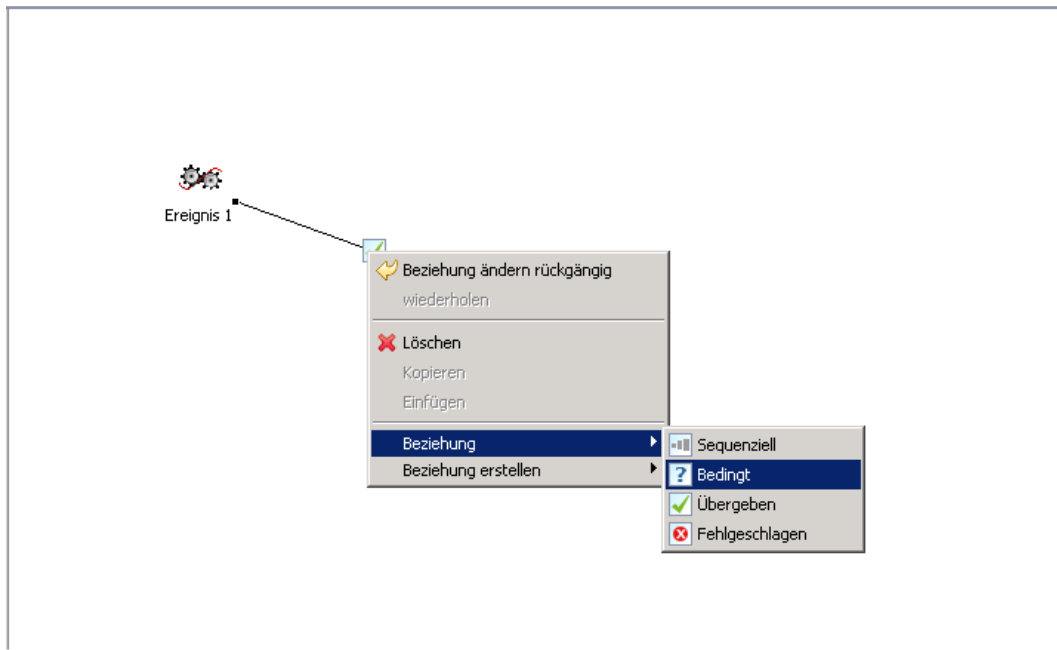 Ereignis 1
Beziehung ändern rückgängig
wiederholen
Löschen
Kopieren
Einfügen
Beziehung
Beziehung erstellen
Sequenziell
Bedingt
Übergeben
Fehlgeschlagen